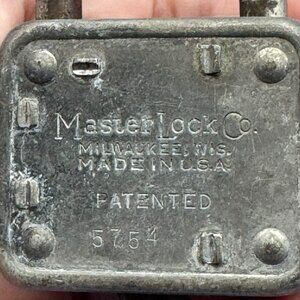 Master Lock Co.
MILWAUKEE, WIS.
MADE IN U.S.A.
PATENTED
5754